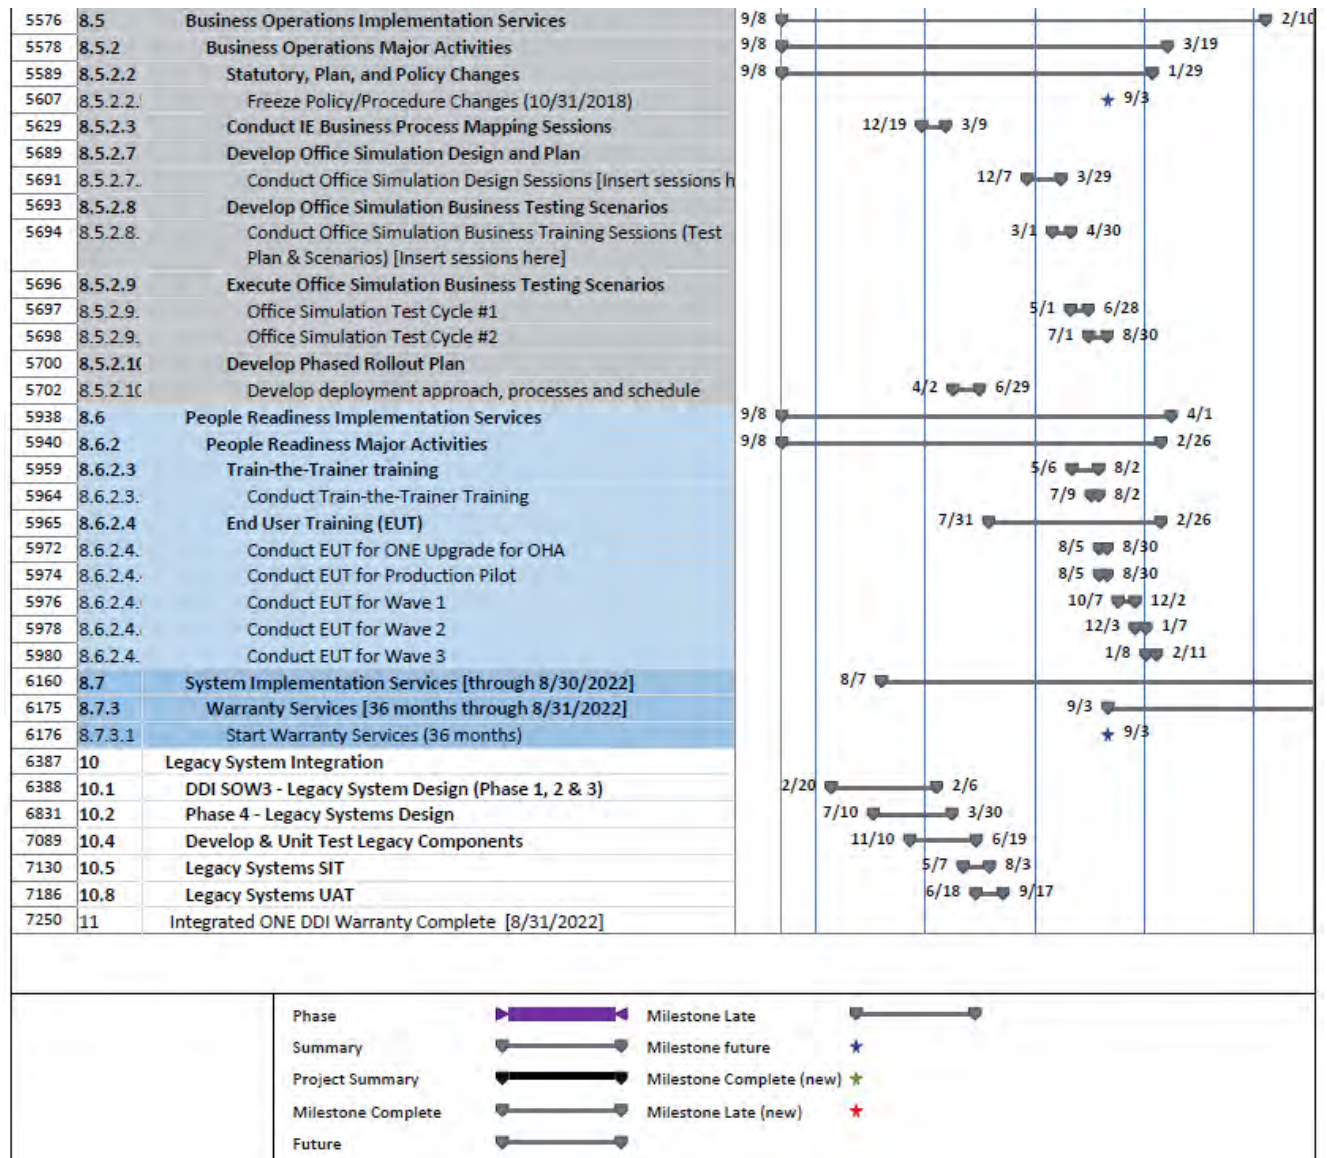 5576 8.5 Business Operations Implementation Services 9/8 2/10
5578 8.5.2 Business Operations Major Activities 9/8 3/19
5589 8.5.2.2 Statutory, Plan, and Policy Changes 9/8 1/29
5607 8.5.2.2. Freeze Policy/Procedure Changes (10/31/2018) 9/3
5629 8.5.2.3 Conduct IE Business Process Mapping Sessions 12/19 3/9
5689 8.5.2.7 Develop Office Simulation Design and Plan
5691 8.5.2.7. Conduct Office Simulation Design Sessions [Insert sessions h 12/7 3/29
5693 8.5.2.8 Develop Office Simulation Business Testing Scenarios
5694 8.5.2.8. Conduct Office Simulation Business Training Sessions (Test 3/1 4/30
Plan & Scenarios) [Insert sessions here]
5696 8.5.2.9 Execute Office Simulation Business Testing Scenarios
5697 8.5.2.9. Office Simulation Test Cycle #1 5/1 6/28
5698 8.5.2.9. Office Simulation Test Cycle #2 7/1 8/30
5700 8.5.2.10 Develop Phased Rollout Plan
5702 8.5.2.10 Develop deployment approach, processes and schedule 4/2 6/29
5938 8.6 People Readiness Implementation Services 9/8 4/1
5940 8.6.2 People Readiness Major Activities 9/8 2/26
5959 8.6.2.3 Train-the-Trainer training 5/6 8/2
5964 8.6.2.3. Conduct Train-the-Trainer Training 7/9 8/2
5965 8.6.2.4 End User Training (EUT) 7/31 2/26
5972 8.6.2.4. Conduct EUT for ONE Upgrade for OHA 8/5 8/30
5974 8.6.2.4. Conduct EUT for Production Pilot 8/5 8/30
5976 8.6.2.4. Conduct EUT for Wave 1 10/7 12/2
5978 8.6.2.4. Conduct EUT for Wave 2 12/3 1/7
5980 8.6.2.4. Conduct EUT for Wave 3 1/8 2/11
6160 8.7 System Implementation Services [through 8/30/2022] 8/7
6175 8.7.3 Warranty Services [36 months through 8/31/2022] 9/3
6176 8.7.3.1 Start Warranty Services (36 months) 9/3
6387 10 Legacy System Integration
6388 10.1 DDI SOW3 - Legacy System Design (Phase 1, 2 & 3) 2/20 2/6
6831 10.2 Phase 4 - Legacy Systems Design 7/10 3/30
7089 10.4 Develop & Unit Test Legacy Components 11/10 6/19
7130 10.5 Legacy Systems SIT 5/7 8/3
7186 10.8 Legacy Systems UAT 6/18 9/17
7250 11 Integrated ONE DDI Warranty Complete [8/31/2022]
Phase Milestone Late
Summary Milestone future
Project Summary Milestone Complete (new)
Milestone Complete Milestone Late (new)
Future